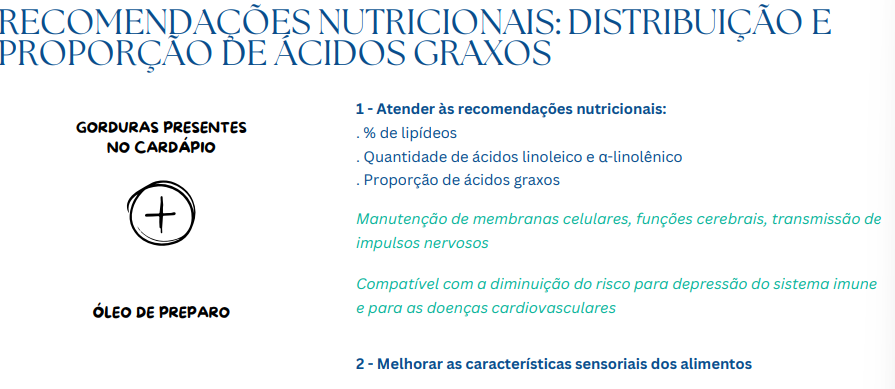 RECOMENDAÇÕES NUTRICIONAIS: DISTRIBUIÇÃO E
PROPORÇÃO DE ÁCIDOS GRAXOS
GORDURAS PRESENTES
NO CARDÁPIO
+
ÓLEO DE PREPARO
1 - Atender às recomendações nutricionais:
. % de lipídeos
. Quantidade de ácidos linoleico e α-linolênico
. Proporção de ácidos graxos
Manutenção de membranas celulares, funções cerebrais, transmissão de
impulsos nervosos
Compatível com a diminuição do risco para depressão do sistema imune
e para as doenças cardiovasculares
2 - Melhorar as características sensoriais dos alimentos